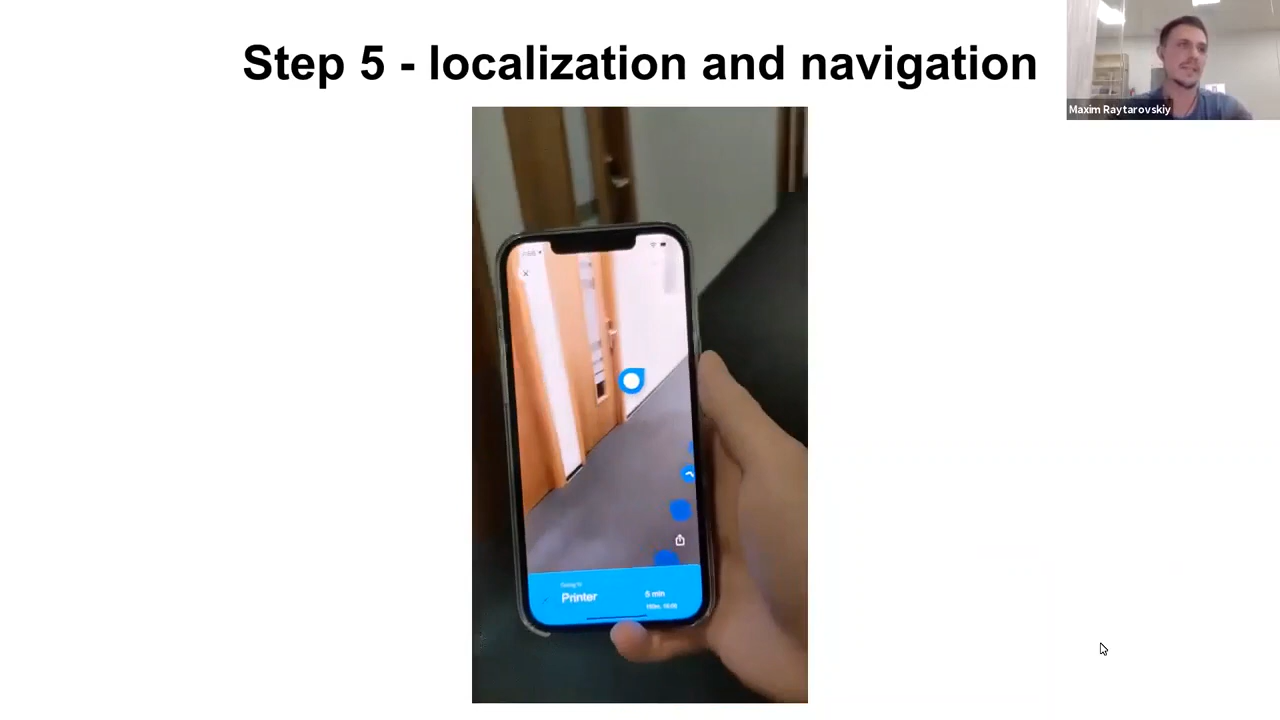 Step 5 - localization and navigation
Maxim Raytarovskiy
Printer
5 min